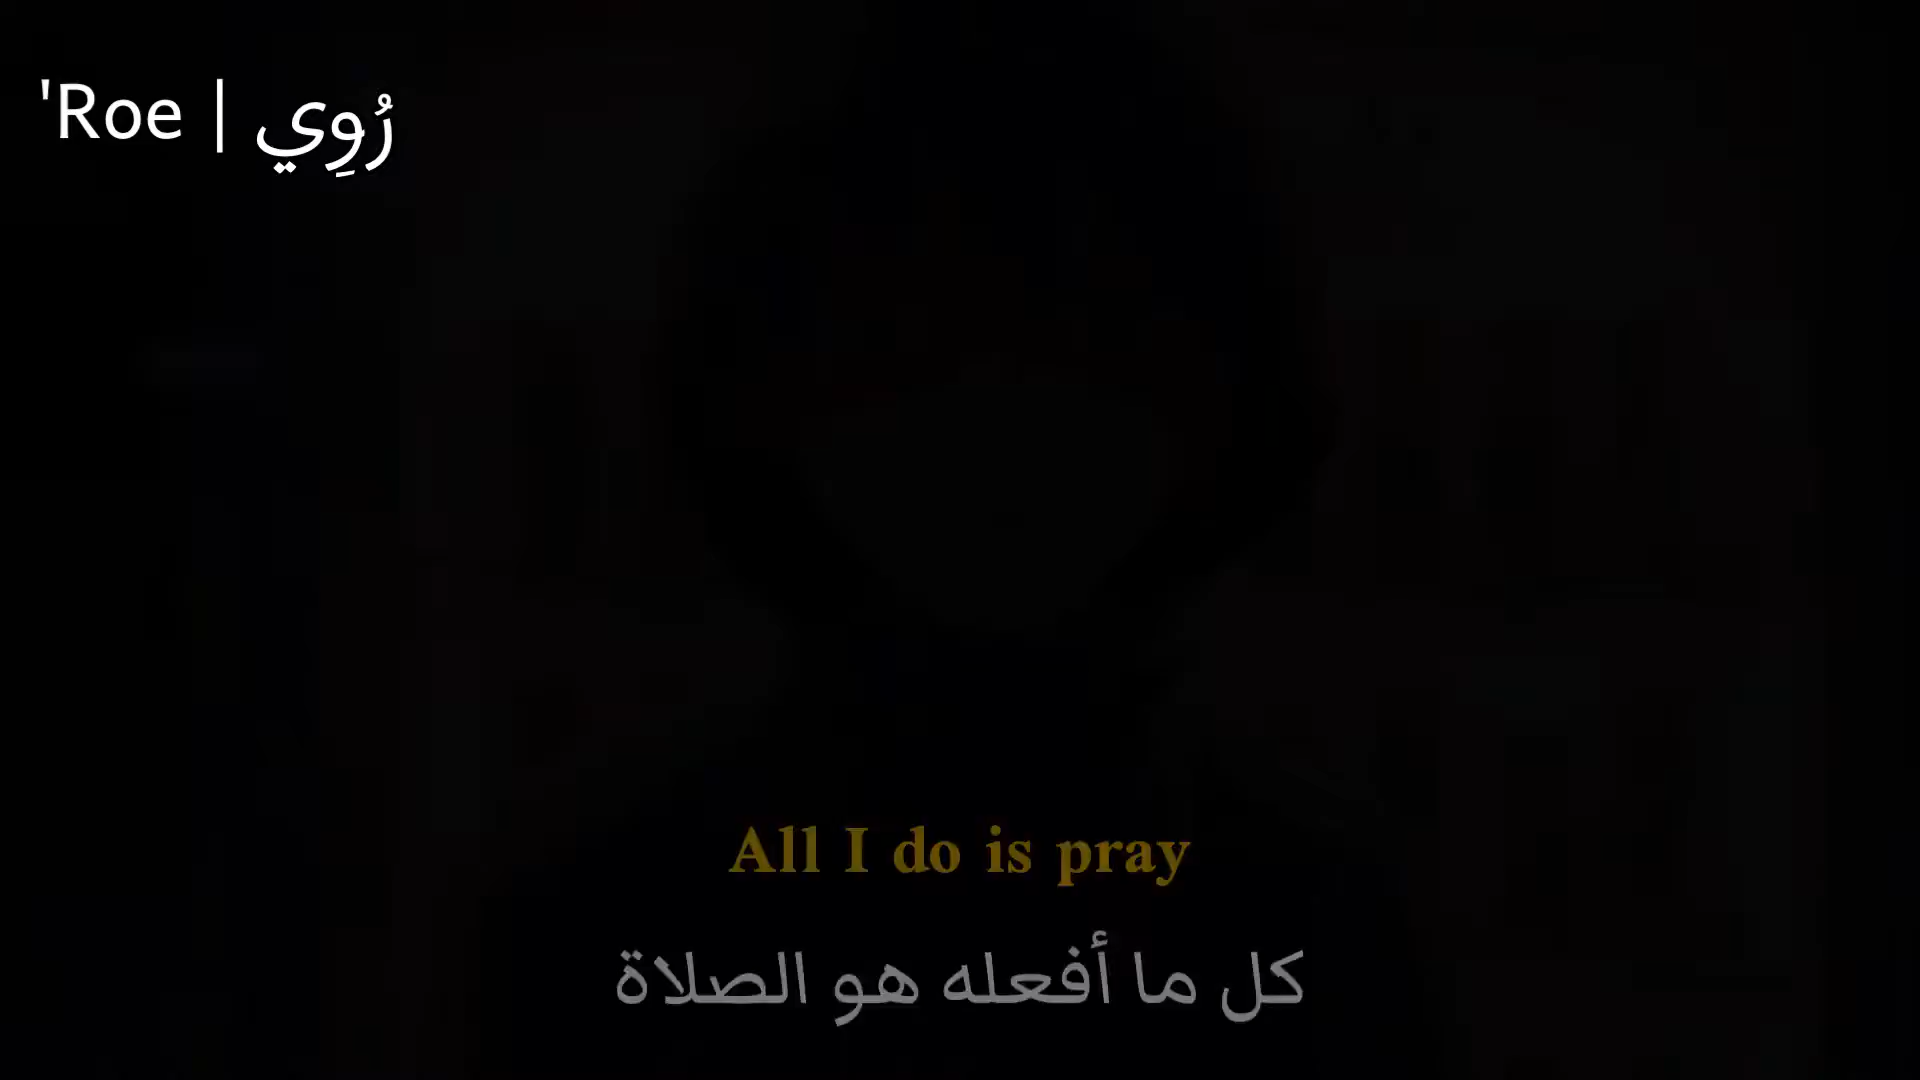 'Roe | رُوِي
All I do is pray
كل ما أفعله هو الصلاة